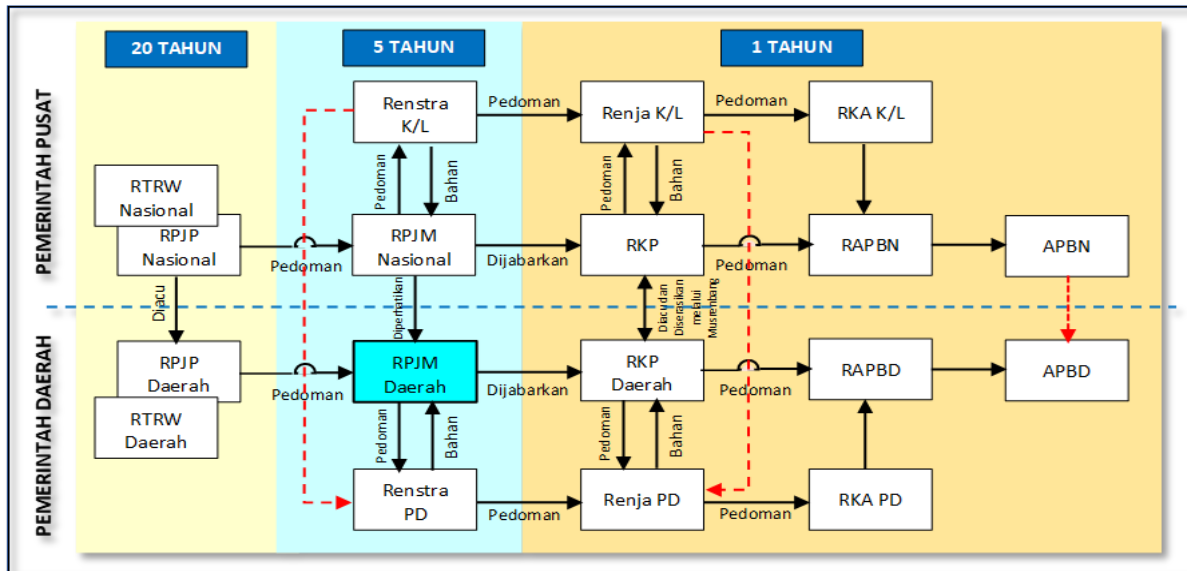 20 TAHUN
5 TAHUN
1 TAHUN
PEMERINTAH PUSAT
Renstra
K/L
Pedoman
Renja K/L
Pedoman
RKA K/L
Pedoman
Bahan
Pedoman
Bahan
RTRW
Nasional
RPJP
Nasional
Pedoman
RPJM
Nasional
Dijabarkan
RKP
Pedoman
RAPBN
APBN
Diacu
Diperhatikan
Diacu dan
Diserasikan
melalui
Musrenbang
PEMERINTAH DAERAH
RPJP
Daerah
Pedoman
RPJM
Daerah
Dijabarkan
RKP
Daerah
Pedoman
RAPBD
APBD
RTRW
Daerah
Pedoman
Bahan
Pedoman
Bahan
Renstra
PD
Pedoman
Renja PD
Pedoman
RKA PD